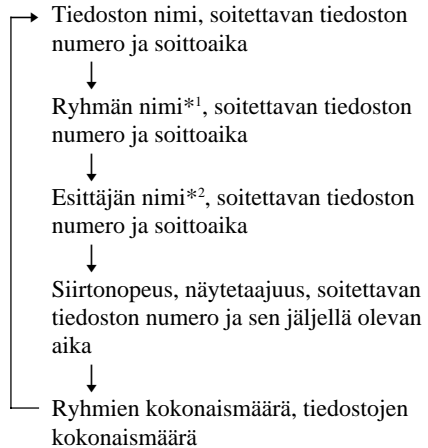 Tiedoston nimi, soitettavan tiedoston
numero ja soittoaika
Ryhmän nimi*1, soitettavan tiedoston
numero ja soittoaika
Esittäjän nimi*2, soitettavan tiedoston
numero ja soittoaika
Siirtonopeus, näytetaajuus, soitettavan
tiedoston numero ja sen jäljellä olevan
aika
Ryhmien kokonaismäärä, tiedostojen
kokonaismäärä